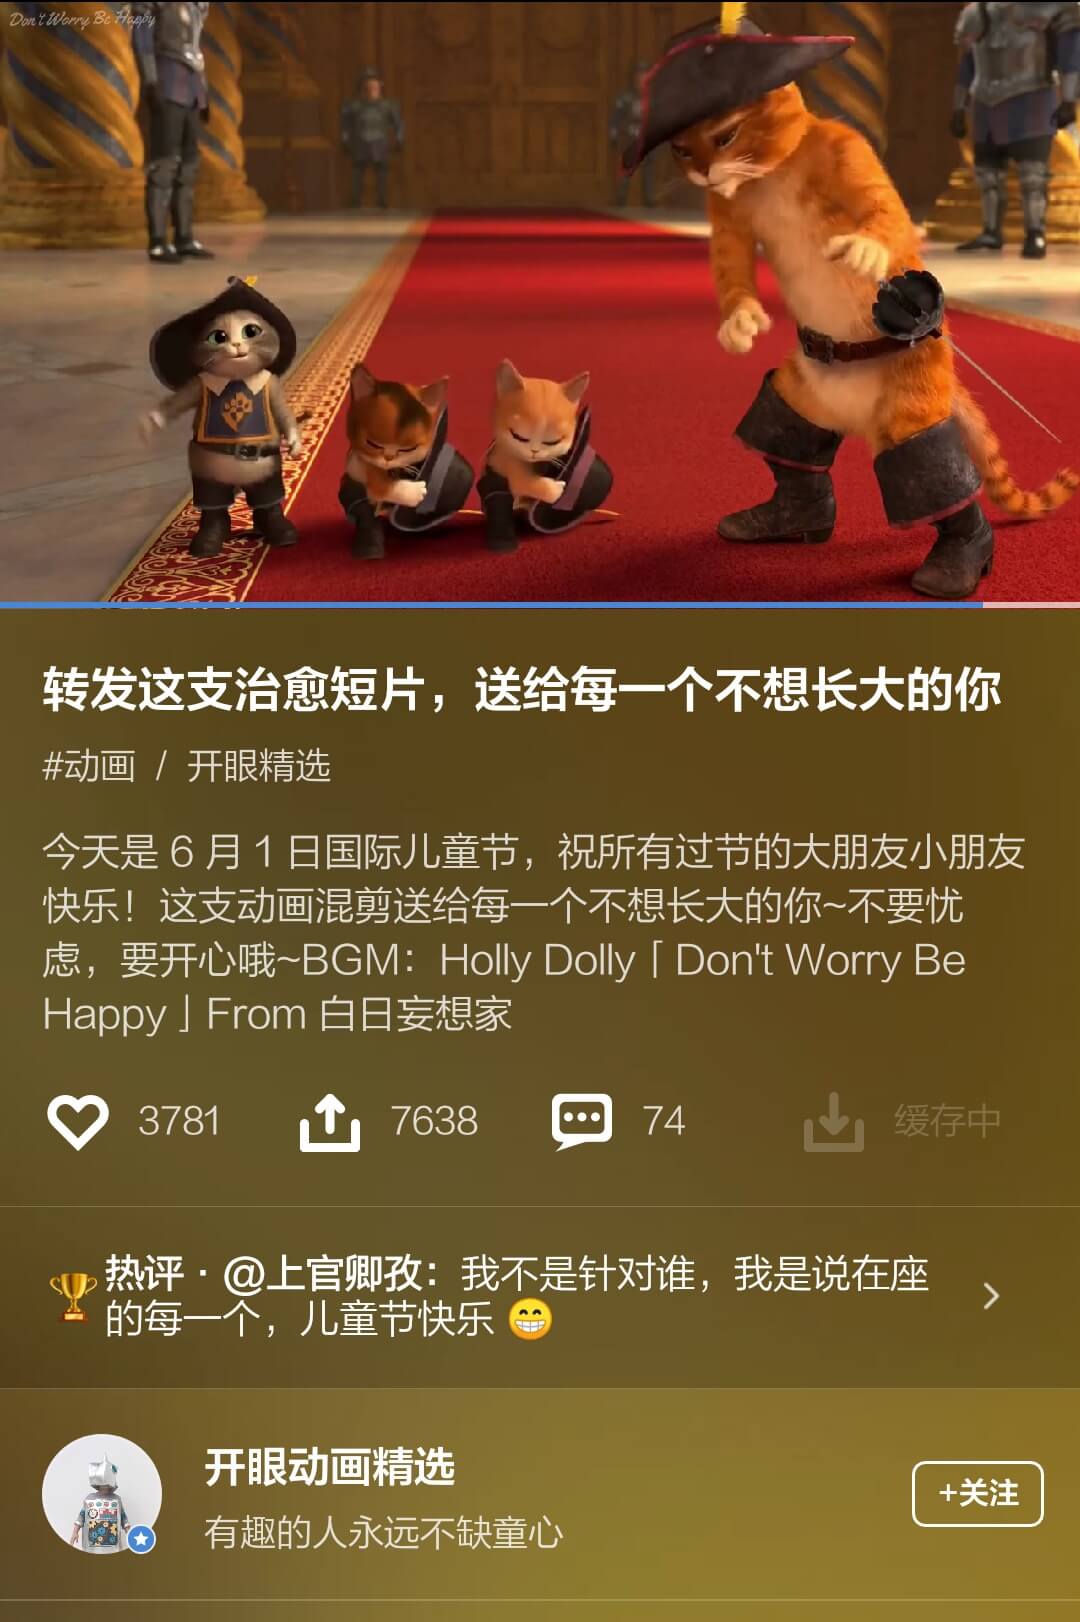 Don't Worry Be Happy
转发这支治愈短片，送给每一个不想长大的你
#动画 / 开眼精选
今天是 6 月 1 日国际儿童节，祝所有过节的大朋友小朋友
快乐！这支动画混剪送给每一个不想长大的你~不要忧
虑，要开心哦~BGM：Holly Dolly「Don't Worry Be
Happy」From 白日妄想家
3781 7638 74 缓存中
热评 · @上官卿孜：我不是针对谁，我是说在座
的每一个，儿童节快乐 😁
开眼动画精选
+关注
有趣的人永远不缺童心